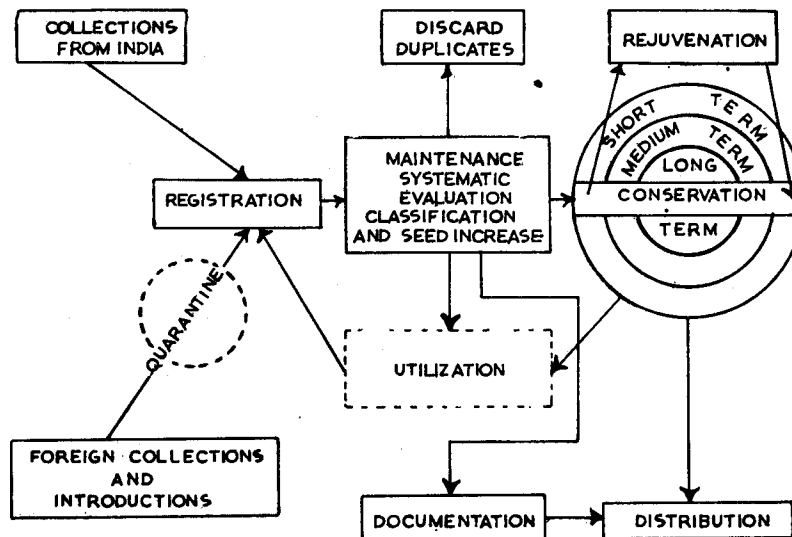 COLLECTIONS
FROM INDIA
DISCARD
DUPLICATES
REJUVENATION
SHORT TERM
MEDIUM TERM
LONG
CONSERVATION
TERM
REGISTRATION
MAINTENANCE
SYSTEMATIC
EVALUATION
CLASSIFICATION
AND SEED INCREASE
QUARANTINE
UTILIZATION
FOREIGN COLLECTIONS
AND
INTRODUCTIONS
DOCUMENTATION
DISTRIBUTION